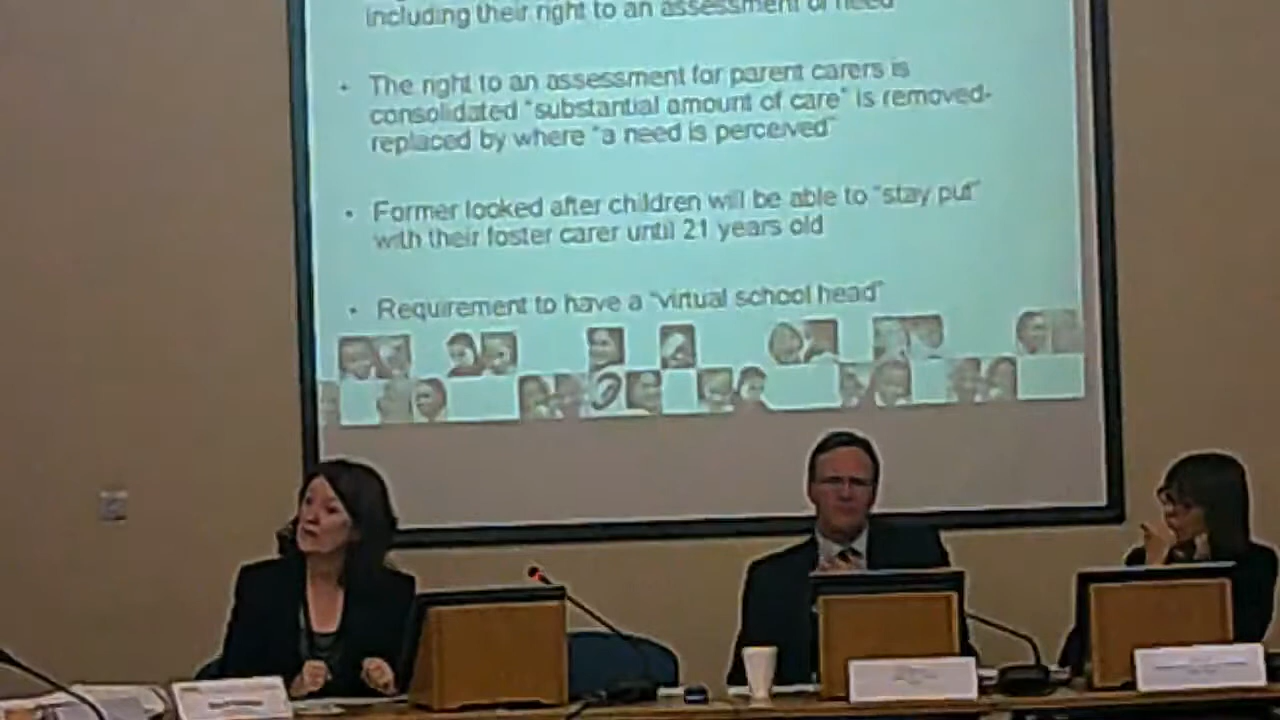 including their right to an assessment of need
• The right to an assessment for parent carers is
consolidated "substantial amount of care" is removed-
replaced by where "a need is perceived"
• Former looked after children will be able to "stay put"
with their foster carer until 21 years old
• Requirement to have a "virtual school head"